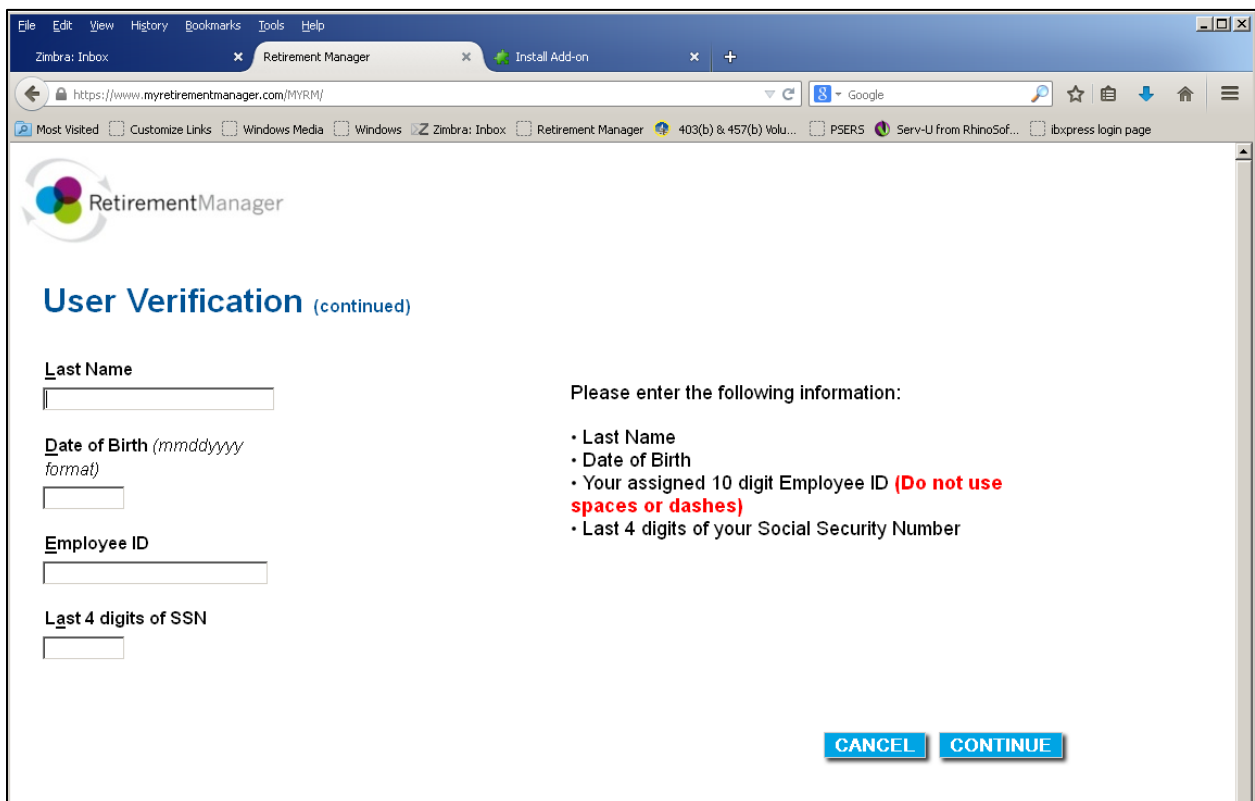 File Edit View History Bookmarks Tools Help
Zimbra: Inbox Retirement Manager Install Add-on
https://www.myretirementmanager.com/MYRM/ Google
Most Visited Customize Links Windows Media Windows Zimbra: Inbox Retirement Manager 403(b) & 457(b) Volu... PSERS Serv-U from RhinoSof... ibxpress login page
RetirementManager
User Verification (continued)
Last Name
Date of Birth (mmddyyyy
format)
Employee ID
Last 4 digits of SSN
Please enter the following information:
• Last Name
• Date of Birth
• Your assigned 10 digit Employee ID (Do not use
spaces or dashes)
• Last 4 digits of your Social Security Number
CANCEL CONTINUE